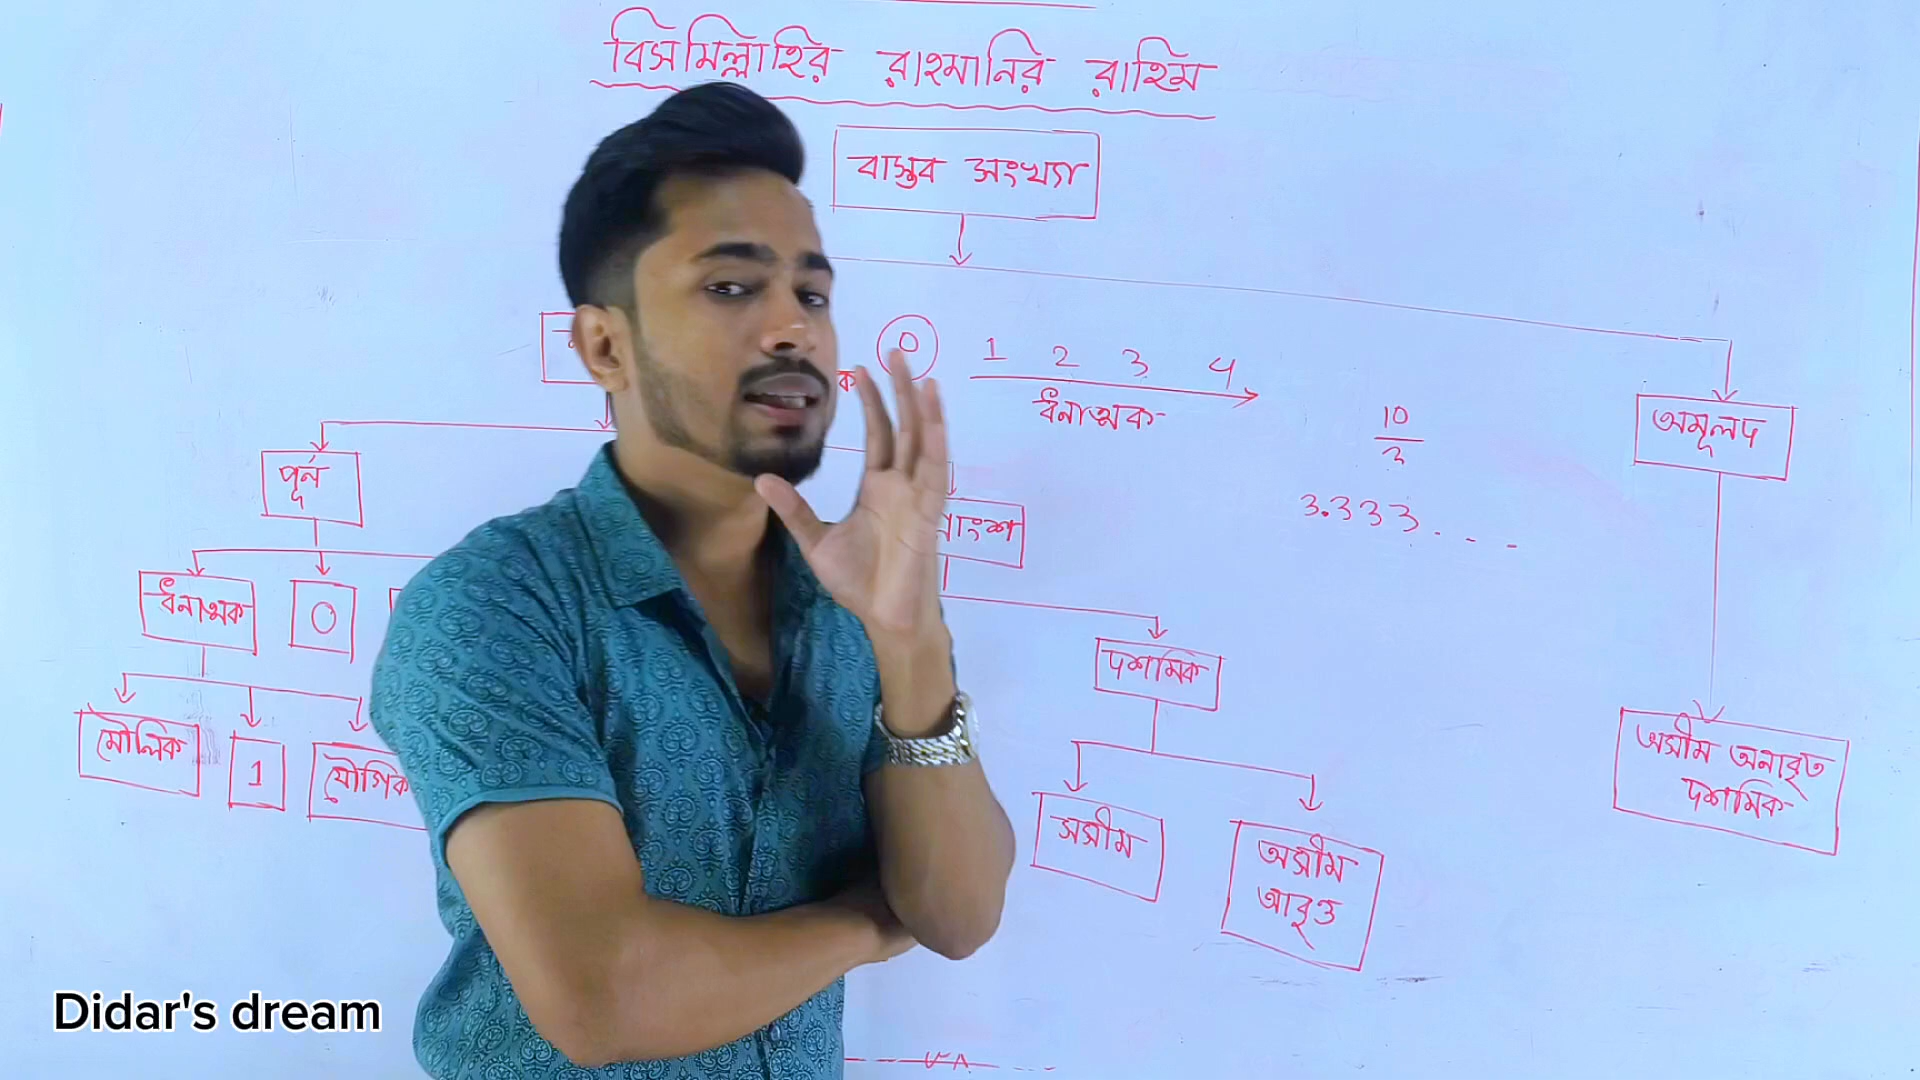 বিসমিল্লাহির রাহমানির রাহিম
বাস্তব সংখ্যা
0 1 2 3 4
ধনাত্মক
10
3
3.333...
অমূলদ
পূর্ন
ধনাত্মক
0
দশমিক
মৌলিক
1
যৌগিক
সসীম
অসীম
আবৃত্ত
অসীম অনাবৃত
দশমিক
Didar's dream